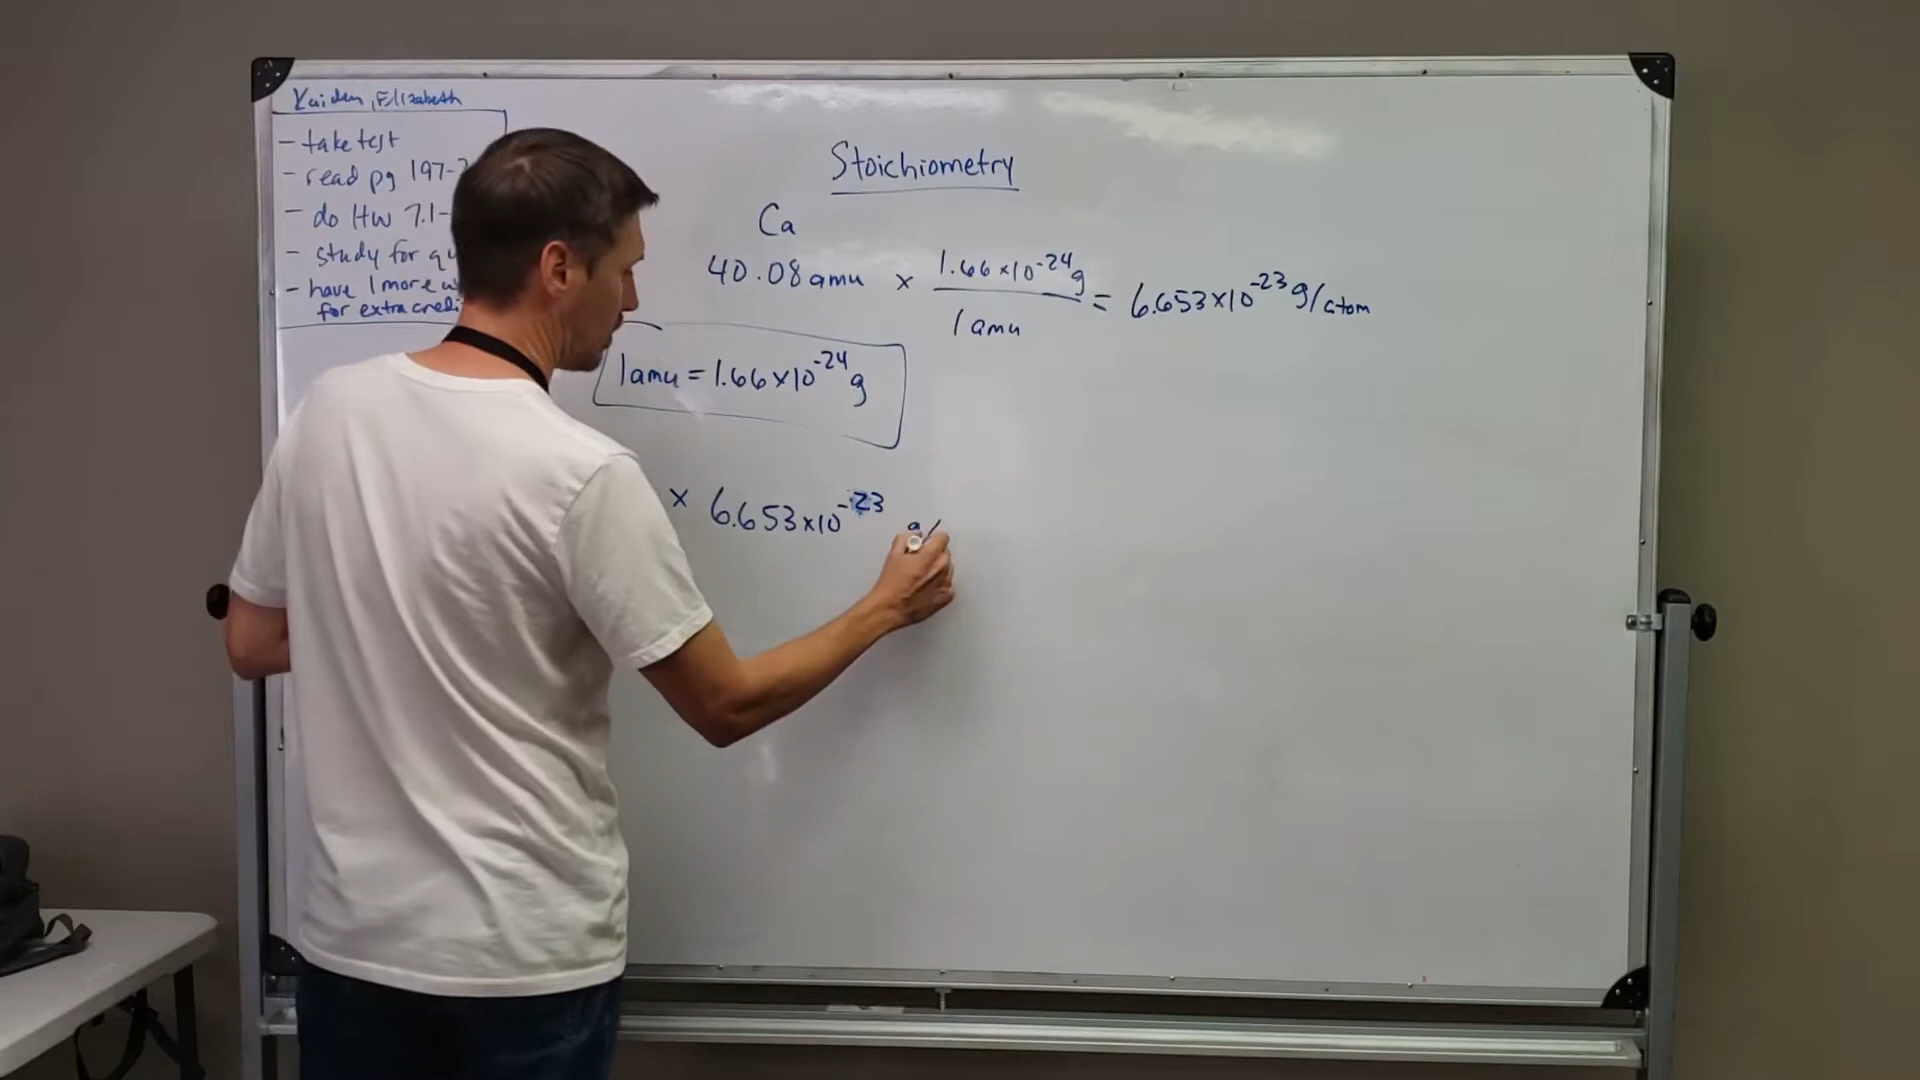 Kaiden, Elizabeth
- take test
- read pg 197-
- do HW 7.1-
- study for qu
- have 1 more w
for extra credi
Stoichiometry
Ca
40.08 amu × 1.66×10⁻²⁴g / 1 amu = 6.653×10⁻²³ g/atom
1 amu = 1.66×10⁻²⁴ g
× 6.653×10⁻²³ g/